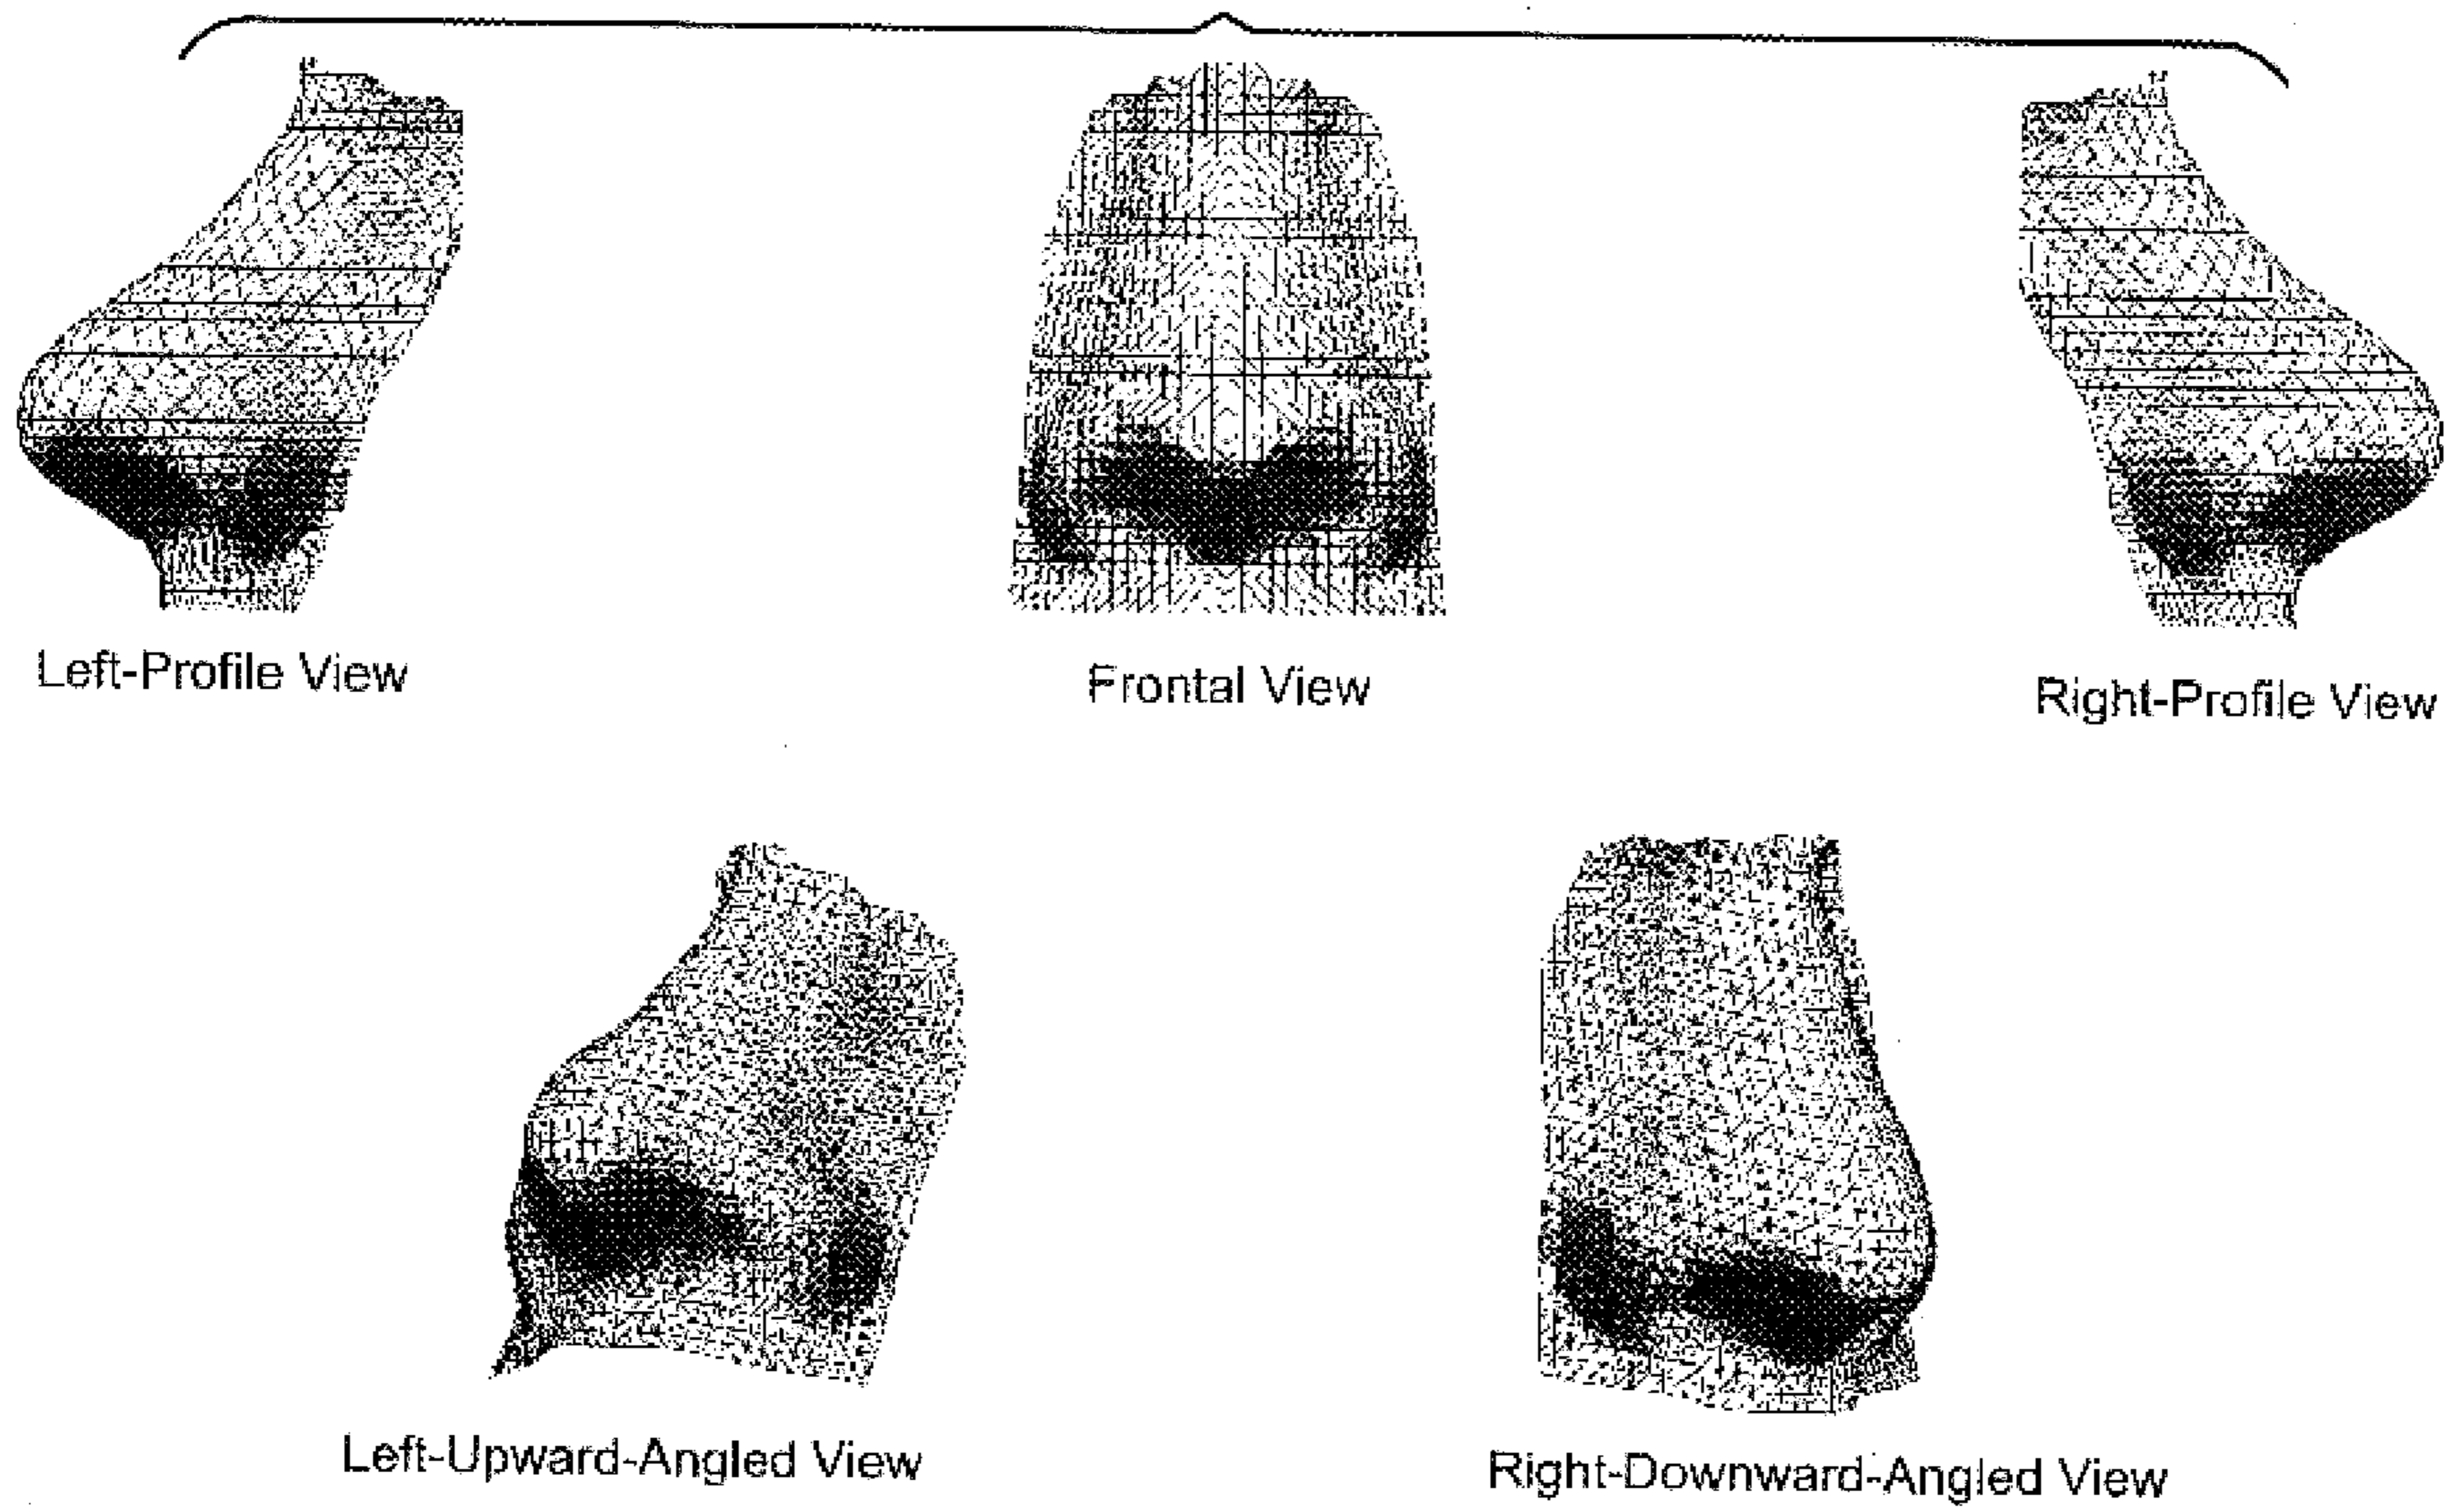 Left-Profile View
Frontal View
Right-Profile View
Left-Upward-Angled View
Right-Downward-Angled View